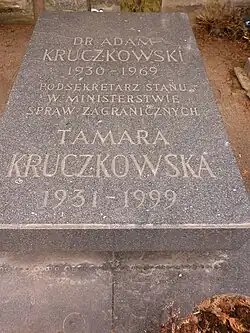 DR ADAM
KRUCZKOWSKI
1930-1969
PODSEKRETARZ STANU
W MINISTERSTWIE
SPRAW ZAGRANICZNYCH
TAMARA
KRUCZKOWSKA
1931-1999